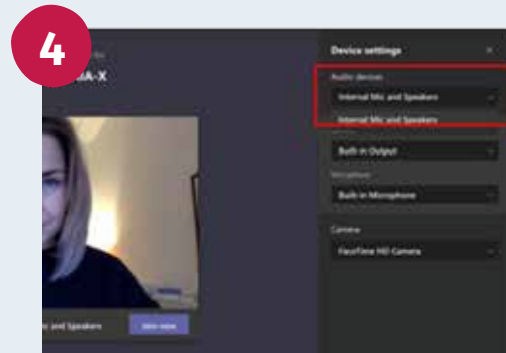 4
Device settings
A-X
Audio devices
Internal Mic and Speakers
Internal Mic and Speakers
Built-in Output
Microphone
Built-in Microphone
Camera
FaceTime HD Camera
Mic and Speakers
Join now